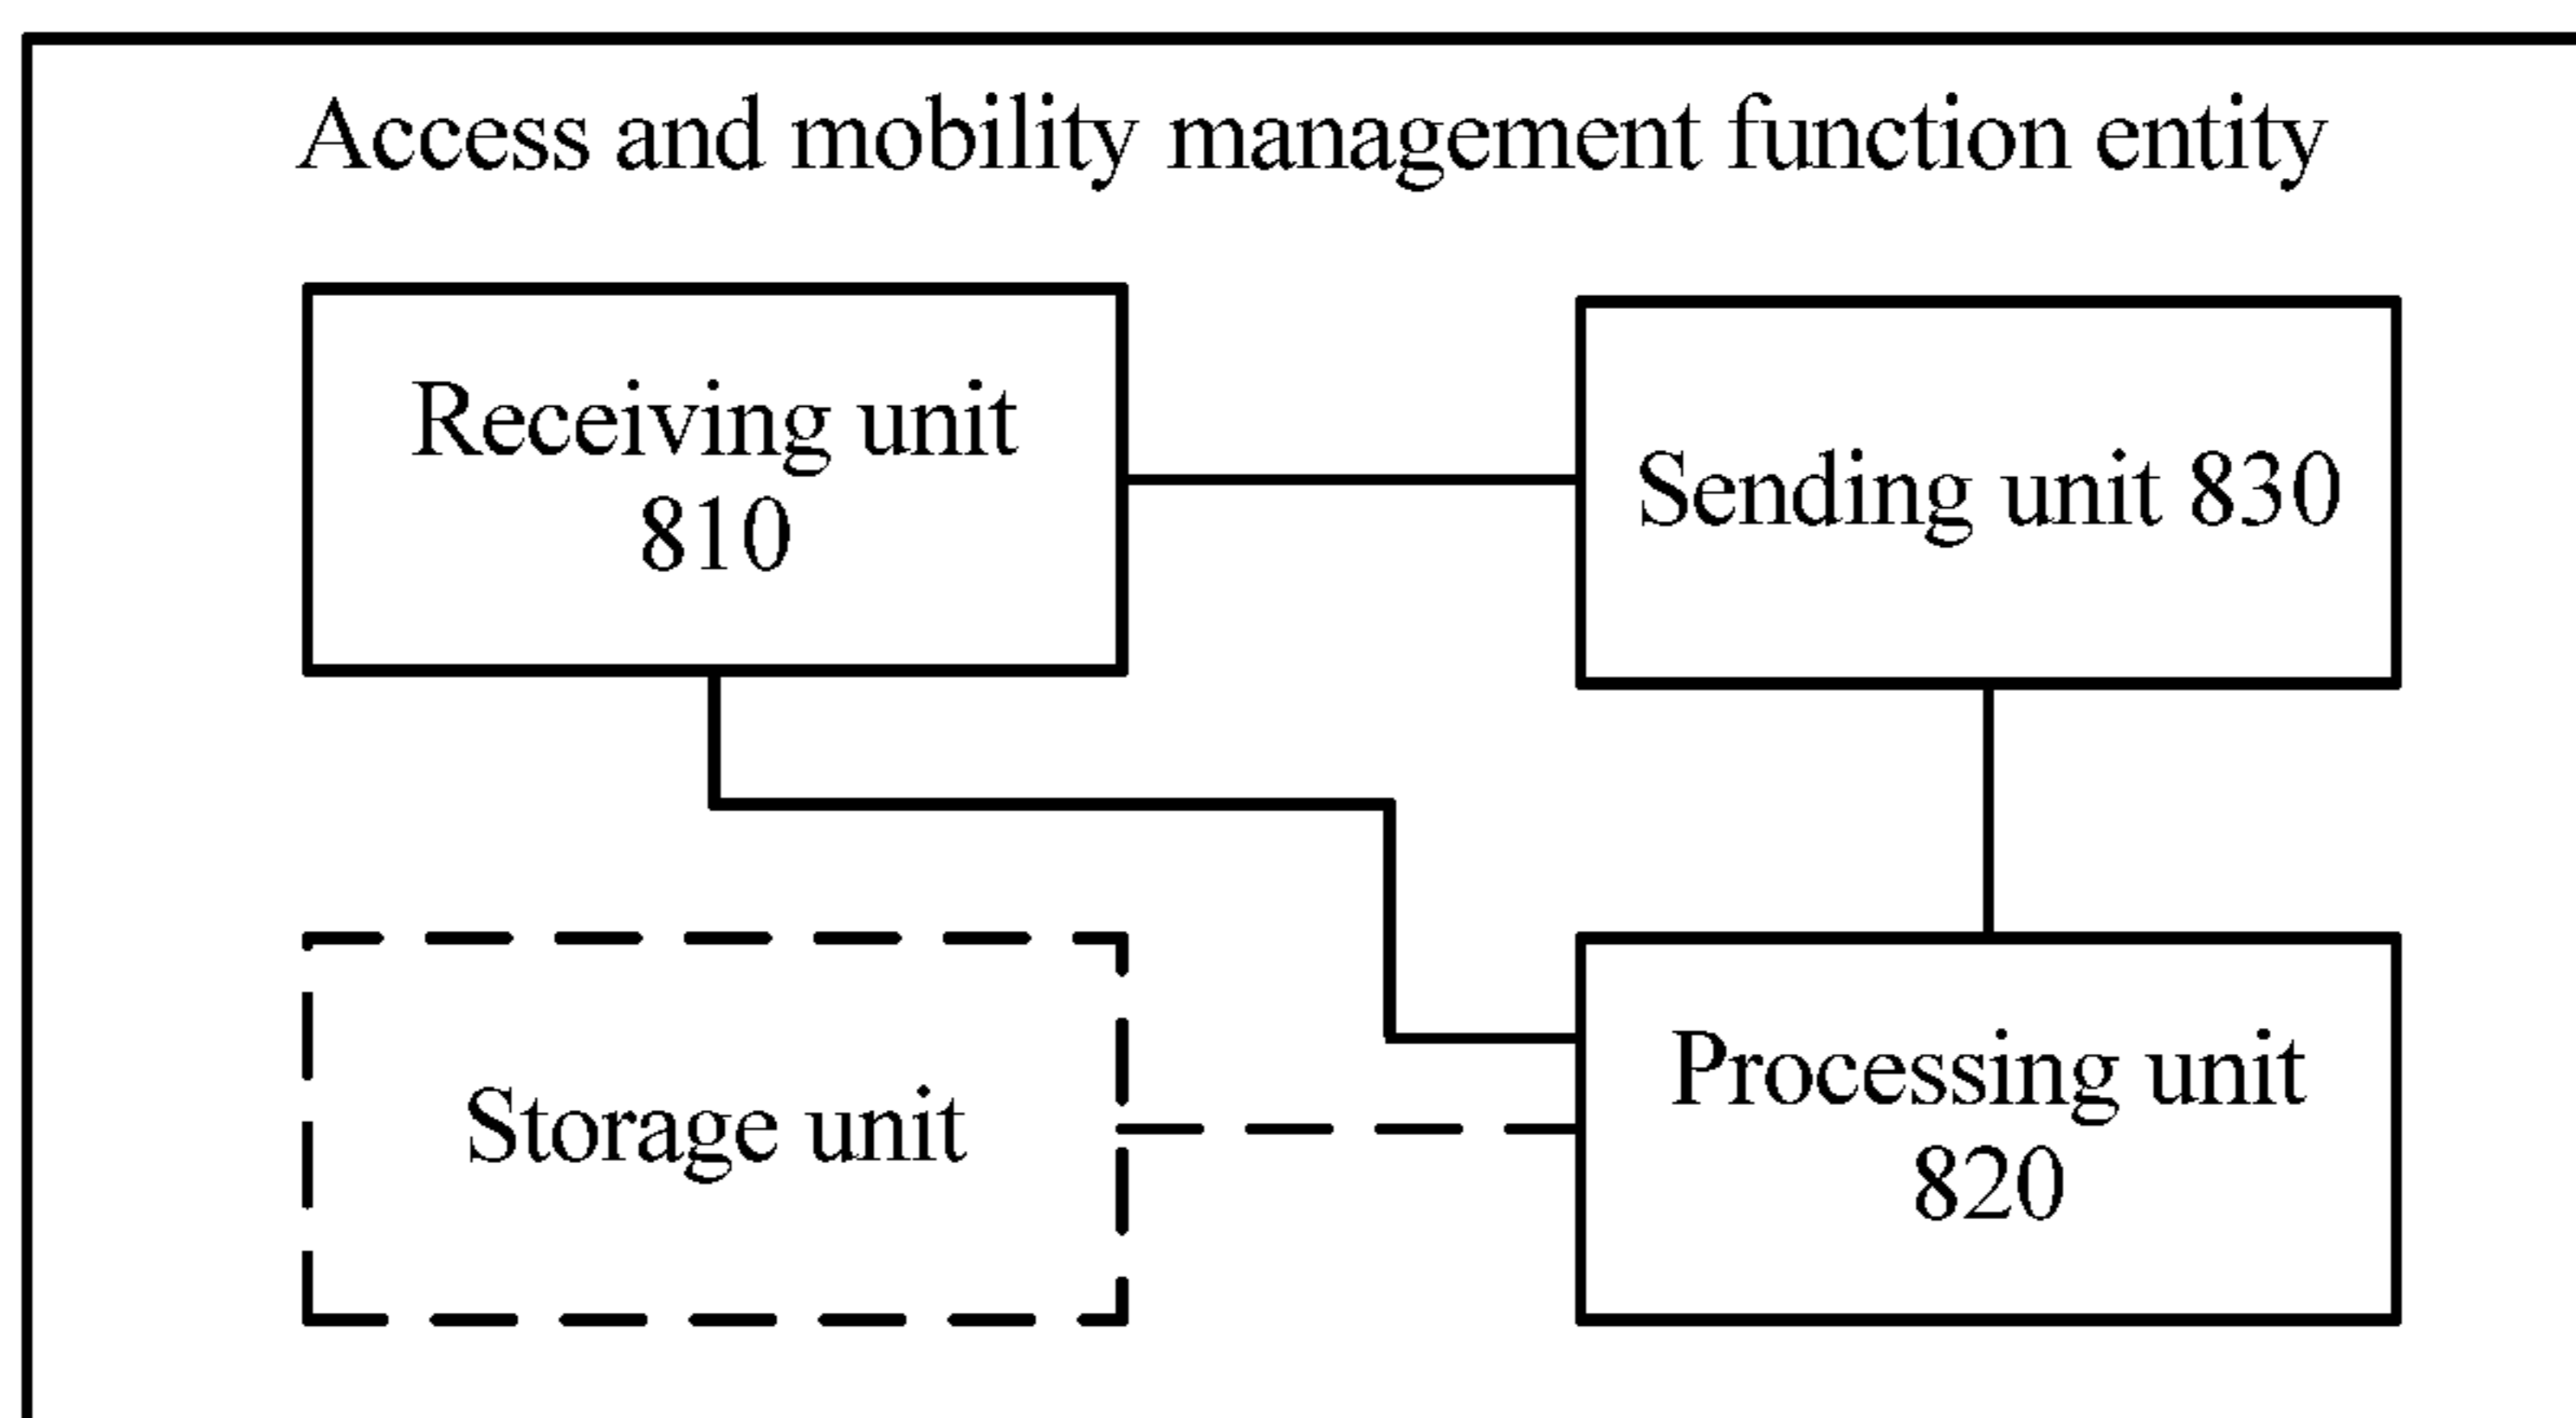 Access and mobility management function entity
Receiving unit
810
Sending unit 830
Storage unit
Processing unit
820